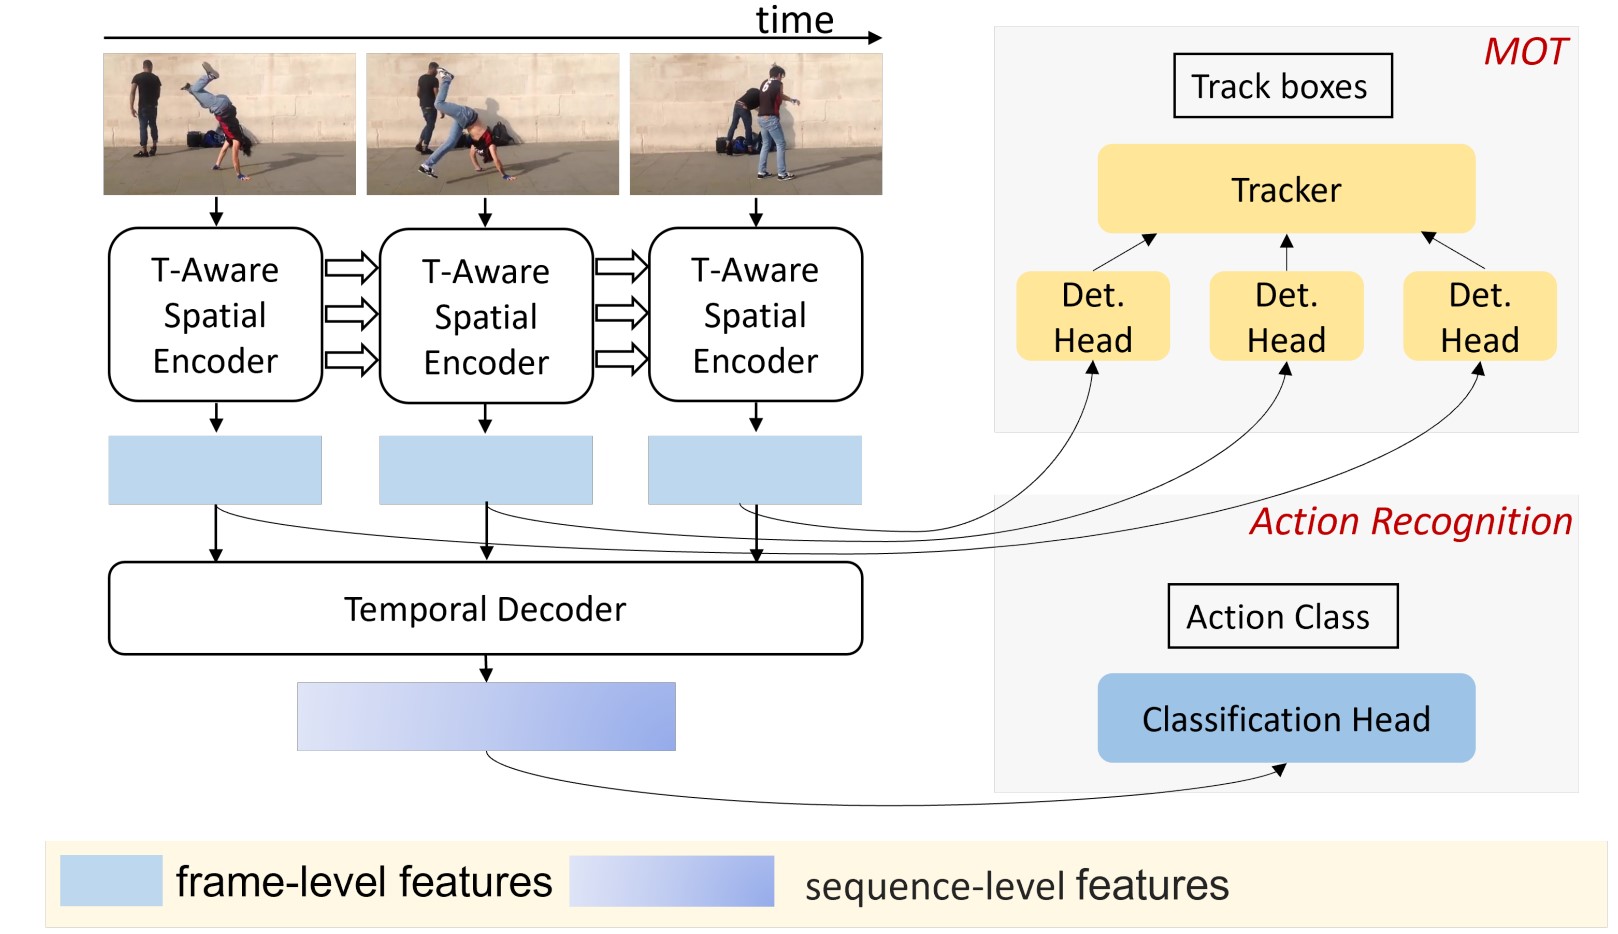 time
T-Aware
Spatial
Encoder
T-Aware
Spatial
Encoder
T-Aware
Spatial
Encoder
Temporal Decoder
MOT
Track boxes
Tracker
Det.
Head
Det.
Head
Det.
Head
Action Recognition
Action Class
Classification Head
frame-level features
sequence-level features